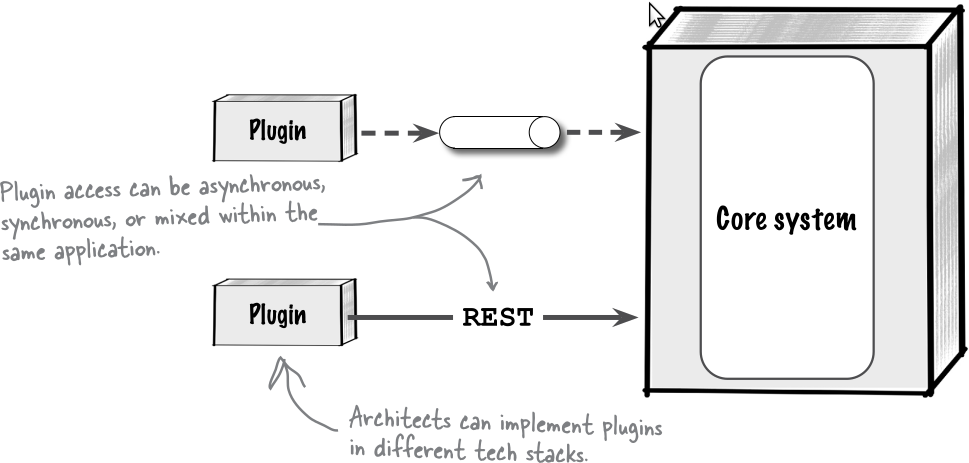 Plugin
Plugin access can be asynchronous,
synchronous, or mixed within the
same application.
Core system
Plugin
REST
Architects can implement plugins
in different tech stacks.